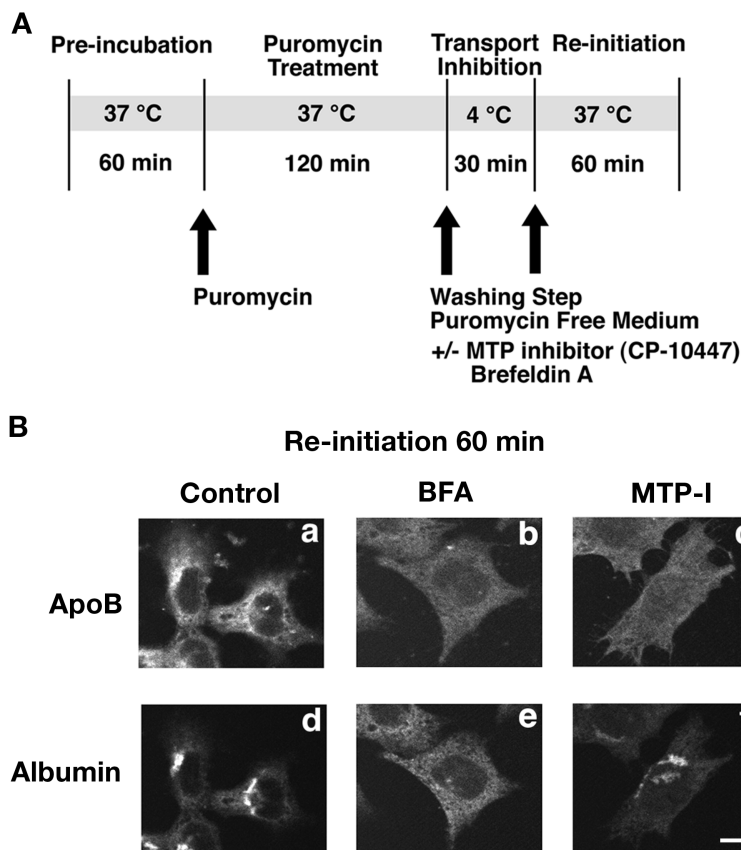 A
Pre-incubation
Puromycin
Treatment
Transport
Inhibition
Re-initiation
37 °C
37 °C
4 °C
37 °C
60 min
120 min
30 min
60 min
Puromycin
Washing Step
Puromycin Free Medium
+/- MTP inhibitor (CP-10447)
Brefeldin A
B
Re-initiation 60 min
Control
BFA
MTP-I
ApoB
a
b
Albumin
d
e